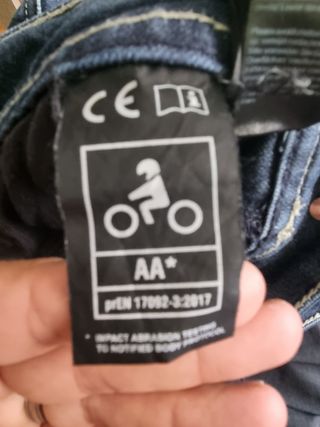 CE
AA*
prEN 17092-3:2017
* IMPACT ABRASION TESTING
TO NOTIFIED BODY PROTOCOL